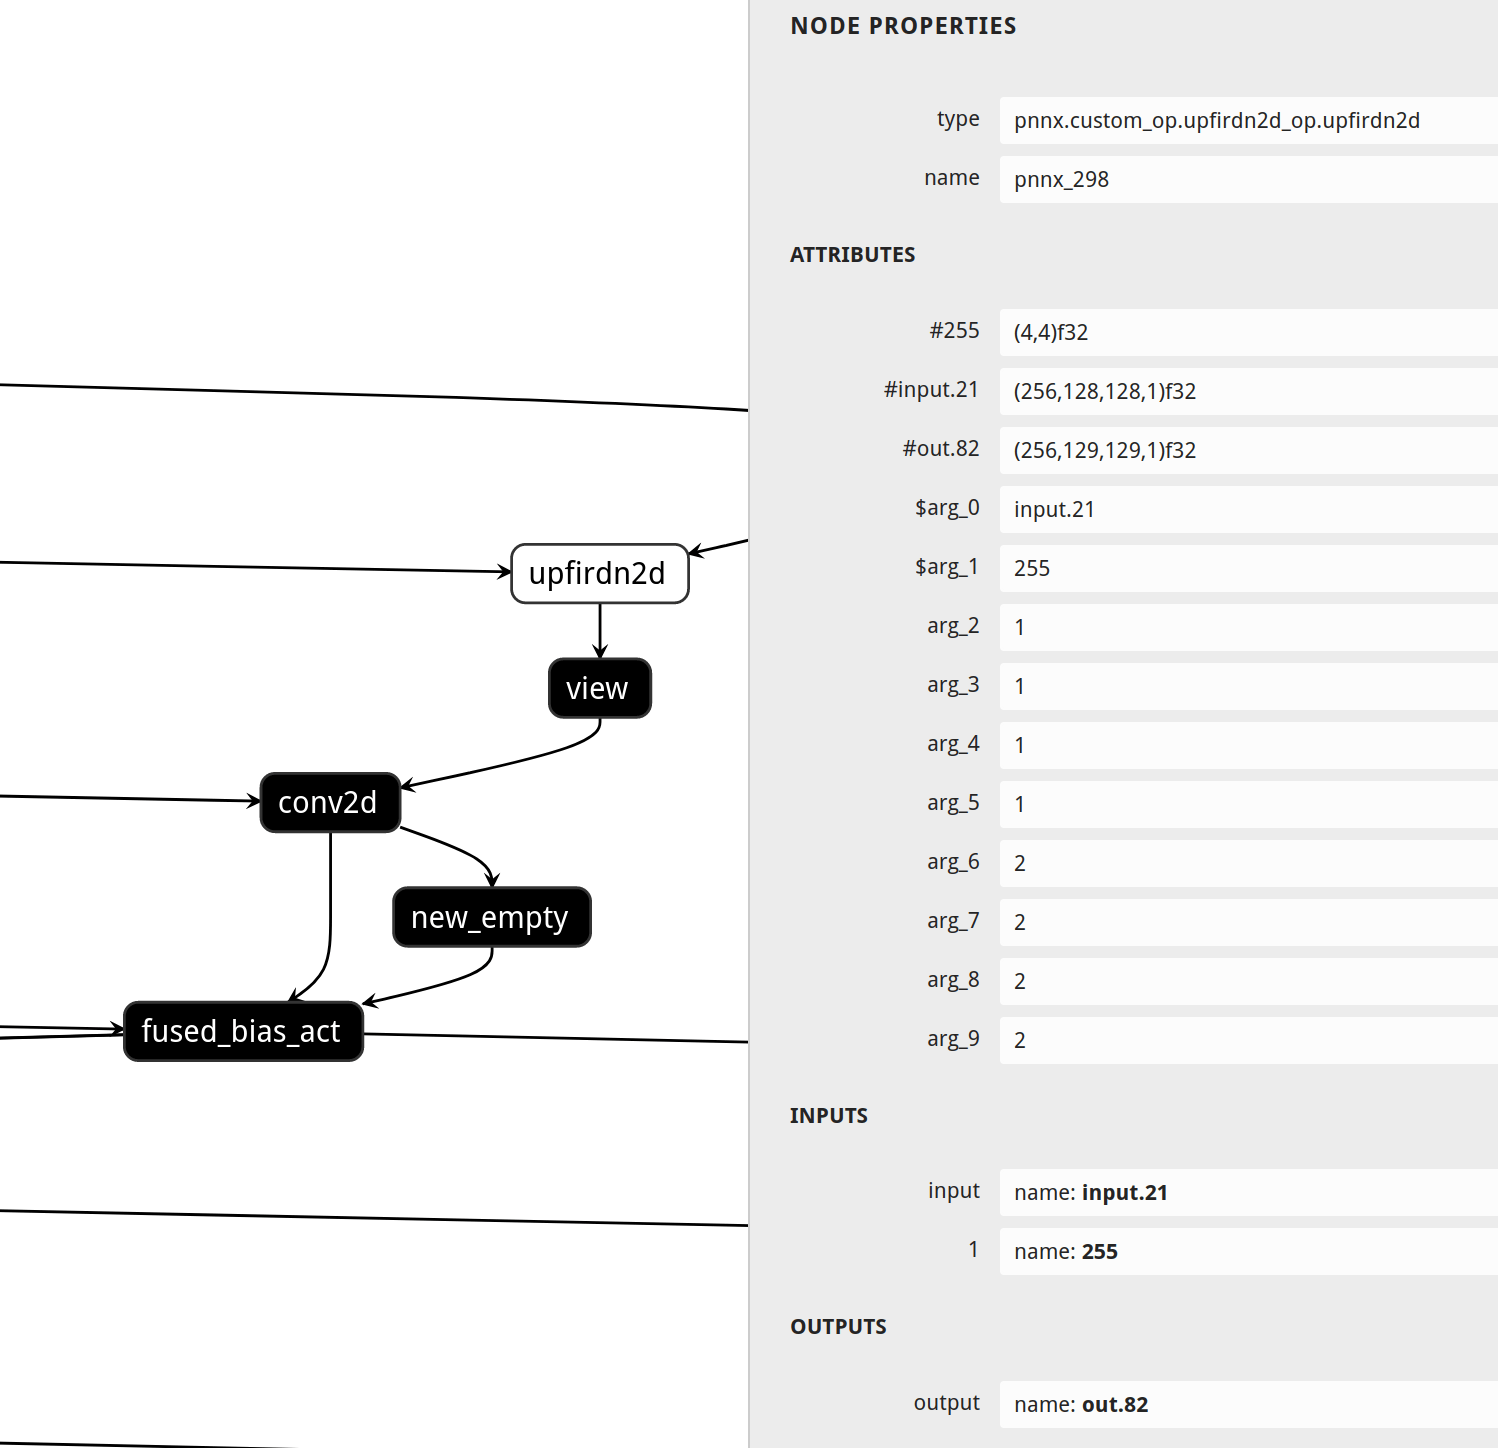 upfirdn2d
view
conv2d
new_empty
fused_bias_act
NODE PROPERTIES
type pnnx.custom_op.upfirdn2d_op.upfirdn2d
name pnnx_298
ATTRIBUTES
#255 (4,4)f32
#input.21 (256,128,128,1)f32
#out.82 (256,129,129,1)f32
$arg_0 input.21
$arg_1 255
arg_2 1
arg_3 1
arg_4 1
arg_5 1
arg_6 2
arg_7 2
arg_8 2
arg_9 2
INPUTS
input name: input.21
1 name: 255
OUTPUTS
output name: out.82